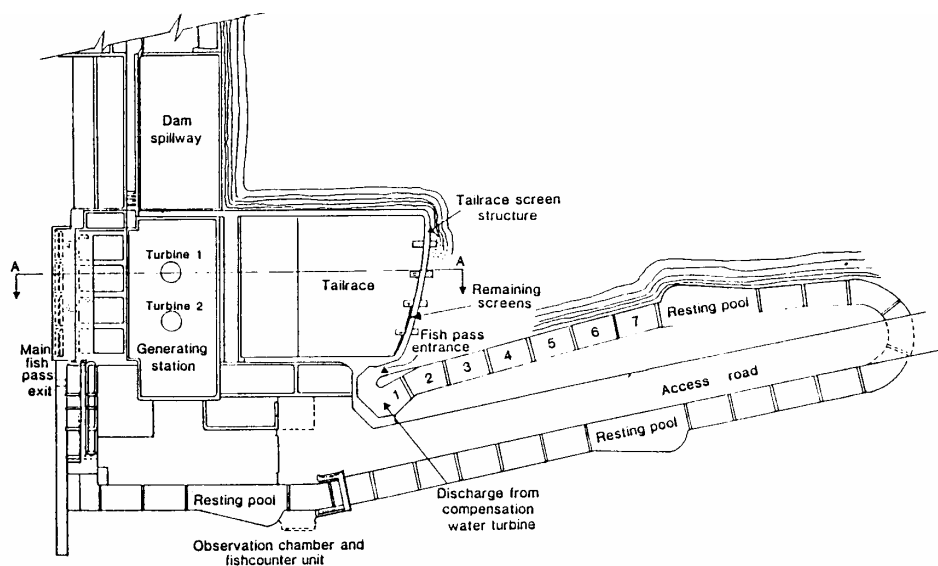 Dam
spillway
Tailrace screen
structure
A
Turbine 1
A
Tailrace
Remaining
screens
Turbine 2
Resting pool
Fish pass
entrance
Main
fish
pass
exit
Generating
station
1
2
3
4
5
6
7
Access road
Resting pool
Resting pool
Discharge from
compensation
water turbine
Observation chamber and
fishcounter unit